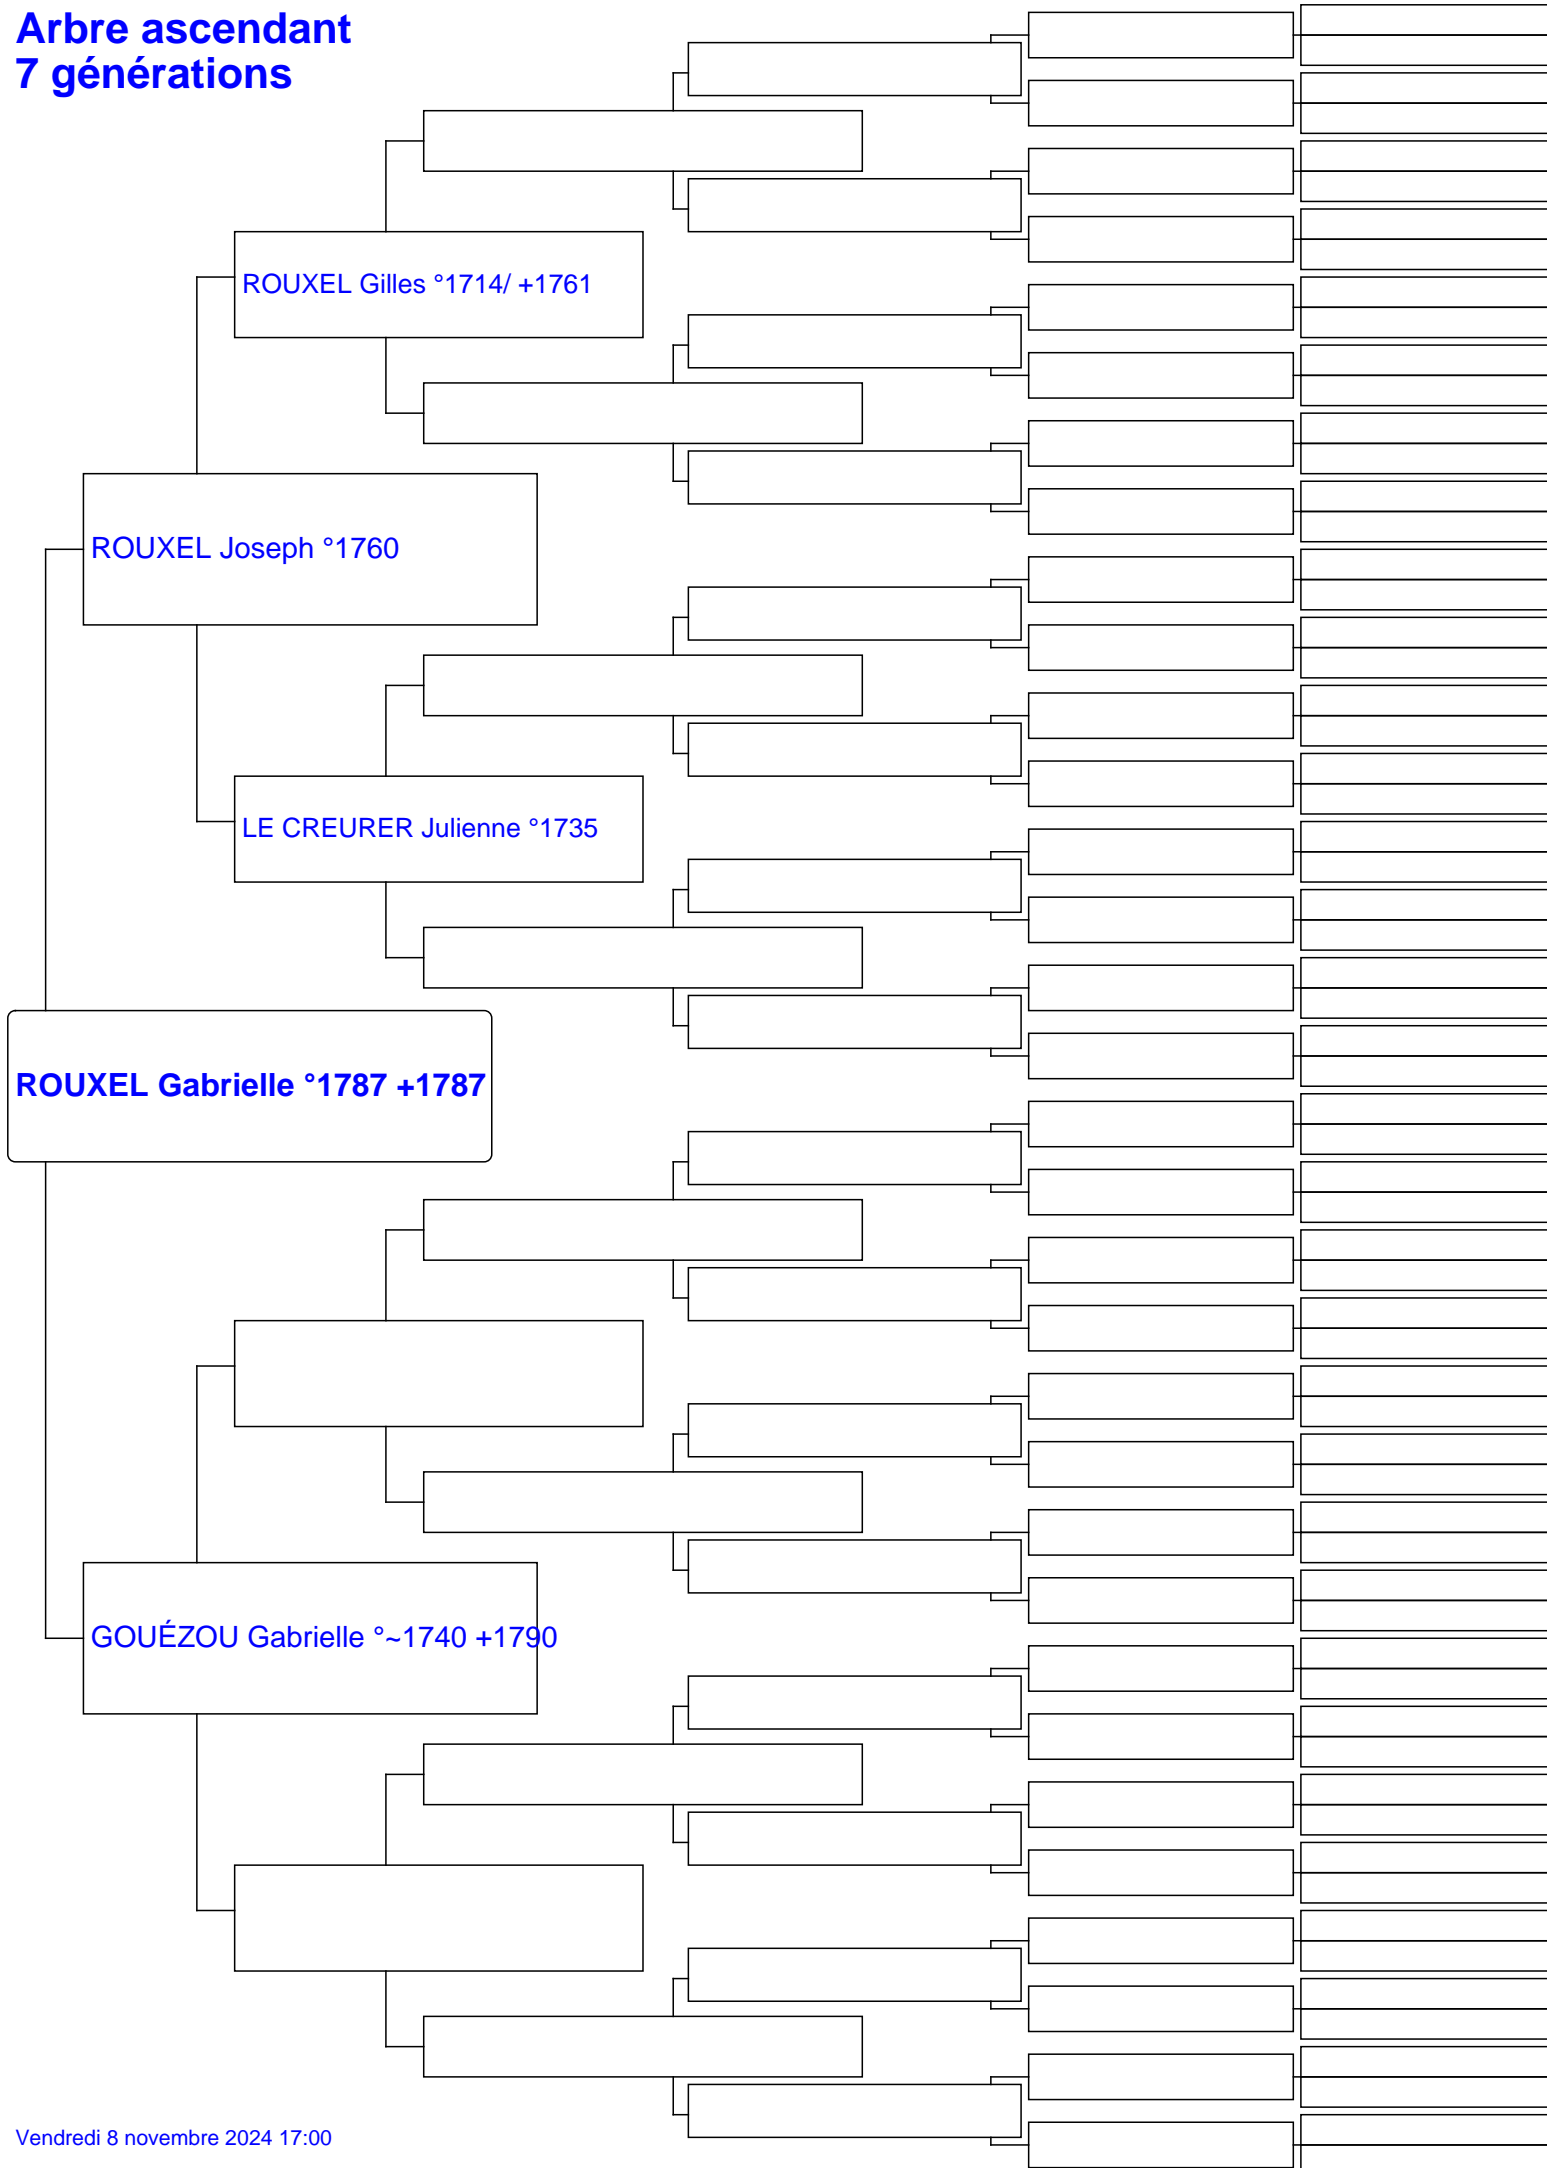 Arbre ascendant
7 générations
ROUXEL Gilles °1714/ +1761
ROUXEL Joseph °1760
LE CREURER Julienne °1735
ROUXEL Gabrielle °1787 +1787
GOUÉZOU Gabrielle °~1740 +1790
Vendredi 8 novembre 2024 17:00